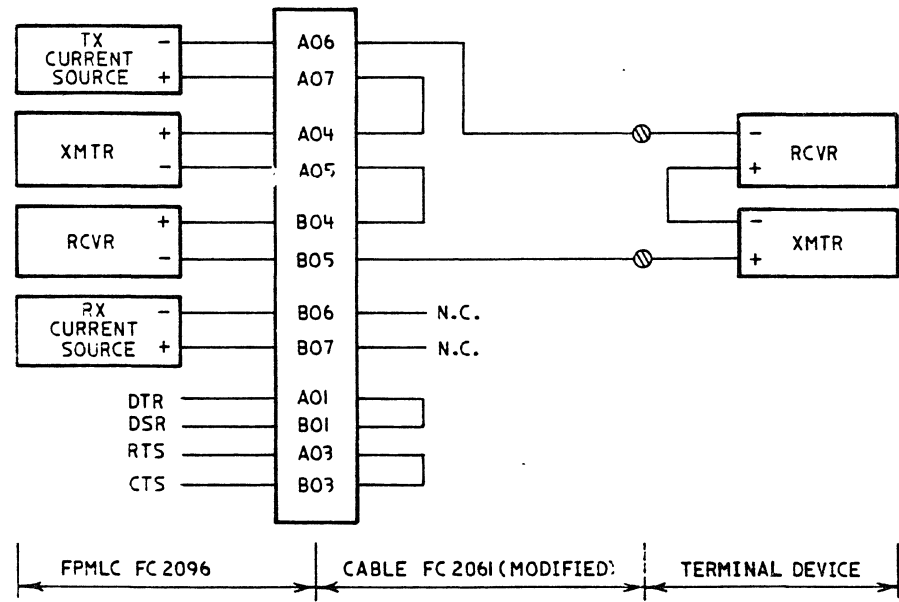 TX
CURRENT
SOURCE
-
+
XMTR
+
-
RCVR
+
-
RX
CURRENT
SOURCE
-
+
DTR
DSR
RTS
CTS
A06
A07
A04
A05
B04
B05
B06
B07
A01
B01
A03
B03
N.C.
N.C.
-
RCVR
+
-
XMTR
+
FPMLC FC 2096
CABLE FC 2061 (MODIFIED)
TERMINAL DEVICE